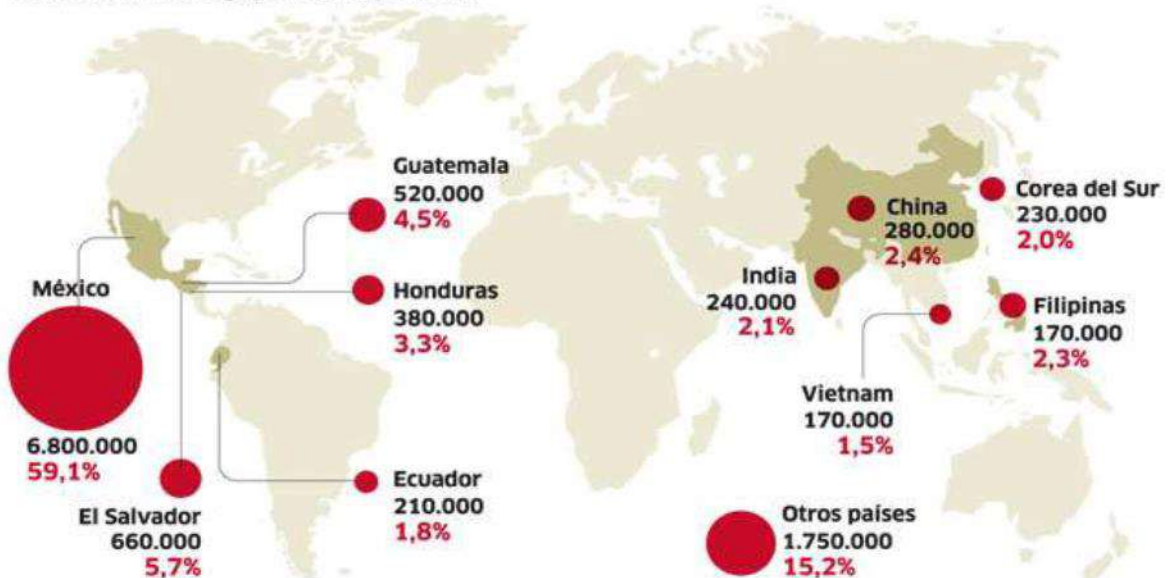 Guatemala
520.000
4,5%
Honduras
380.000
3,3%
México
6.800.000
59,1%
El Salvador
660.000
5,7%
Ecuador
210.000
1,8%
China
280.000
2,4%
Corea del Sur
230.000
2,0%
India
240.000
2,1%
Filipinas
170.000
2,3%
Vietnam
170.000
1,5%
Otros países
1.750.000
15,2%